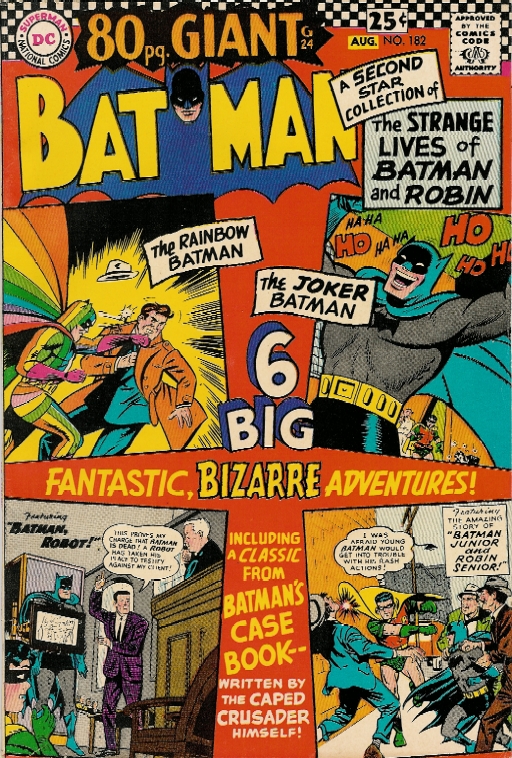 SUPERMAN
DC
NATIONAL COMICS
80 pg. GIANT
G
24
25¢
AUG. NO. 182
APPROVED
BY THE
COMICS
CODE
AUTHORITY
BATMAN
A SECOND
STAR
COLLECTION of
The STRANGE
LIVES of
BATMAN
and ROBIN
The RAINBOW
BATMAN
HA-HA
HO HA HA
HO
HO HO
The JOKER
BATMAN
6
BIG
FANTASTIC, BIZARRE ADVENTURES!
Featuring
"BATMAN,
ROBOT!"
THIS PROVES MY
CHARGE THAT BATMAN
IS DEAD! A ROBOT
HAS TAKEN HIS
PLACE TO TESTIFY
AGAINST MY CLIENT!
INCLUDING
A CLASSIC
FROM
BATMAN'S
CASE
BOOK--
WRITTEN BY
THE CAPED
CRUSADER
HIMSELF!
I WAS
AFRAID YOUNG
BATMAN WOULD
GET INTO TROUBLE
WITH HIS RASH
ACTIONS!
Featuring
THE AMAZING
STORY OF
"BATMAN
JUNIOR
and
ROBIN
SENIOR!"